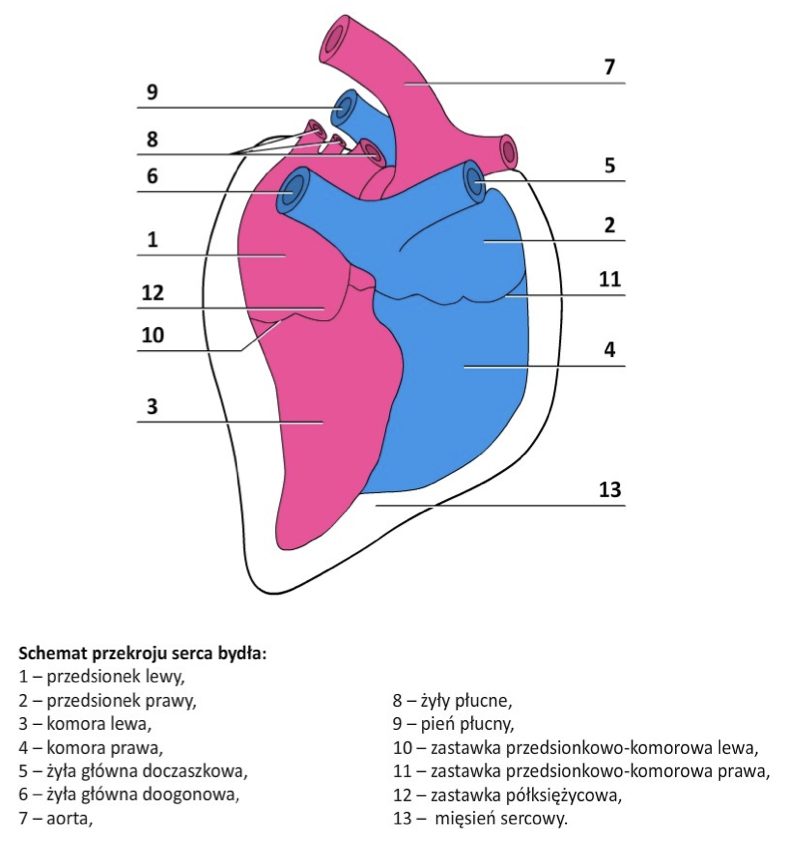 7
9
8
5
6
2
1
11
12
10
4
3
13
Schemat przekroju serca bydła:
1 – przedsionek lewy,
2 – przedsionek prawy,
3 – komora lewa,
4 – komora prawa,
5 – żyła główna doczaszkowa,
6 – żyła główna doogonowa,
7 – aorta,
8 – żyły płucne,
9 – pień płucny,
10 – zastawka przedsionkowo-komorowa lewa,
11 – zastawka przedsionkowo-komorowa prawa,
12 – zastawka półksiężycowa,
13 – mięsień sercowy.